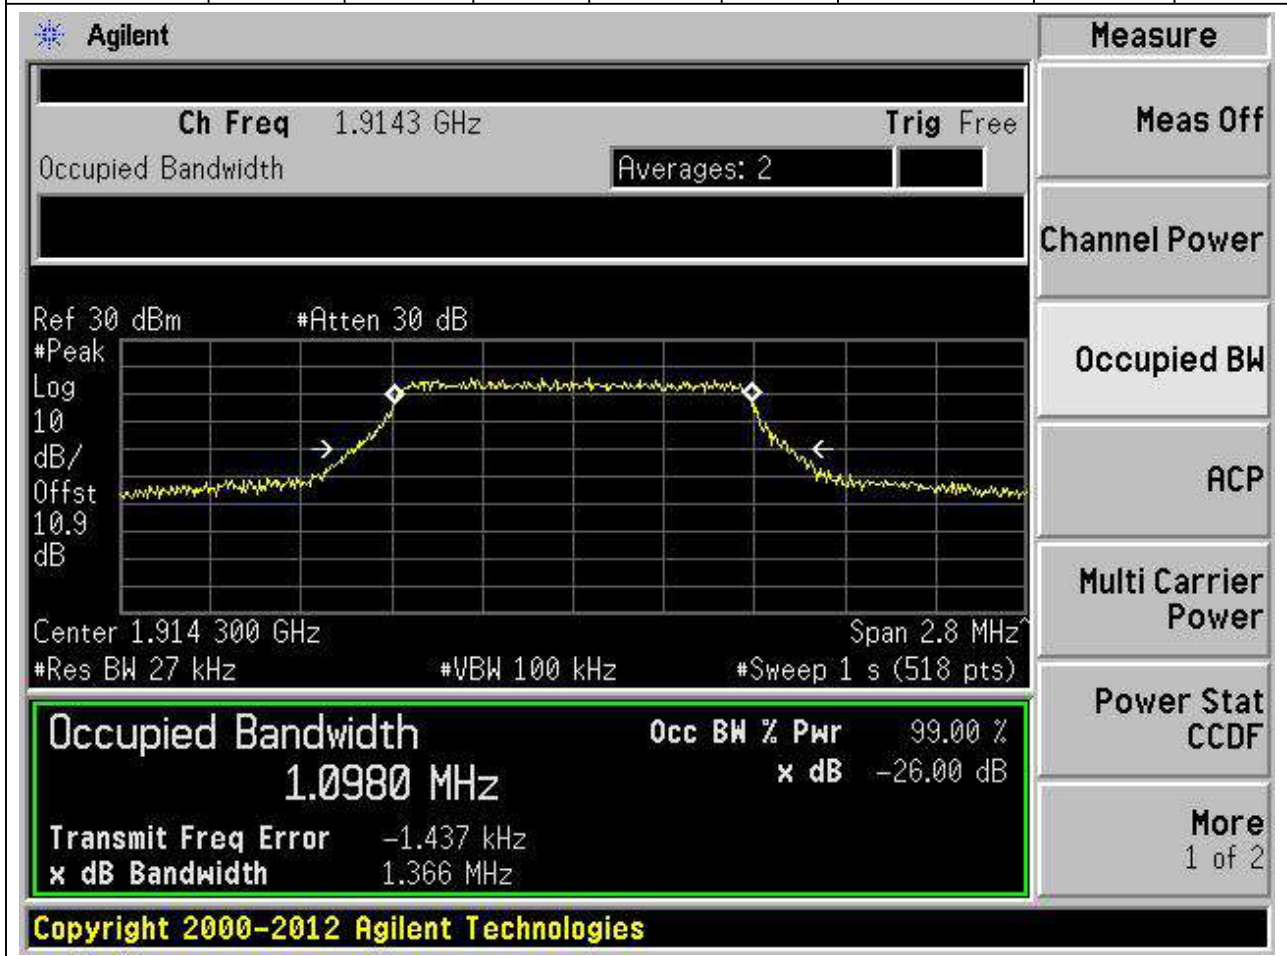 Agilent
Measure
Ch Freq 1.9143 GHz Trig Free
Occupied Bandwidth Averages: 2
Meas Off
Channel Power
Occupied BW
ACP
Multi Carrier
Power
Power Stat
CCDF
More
1 of 2
Ref 30 dBm #Atten 30 dB
#Peak
Log
10
dB/
Offst
10.9
dB
Center 1.914 300 GHz Span 2.8 MHz^
#Res BW 27 kHz #VBW 100 kHz #Sweep 1 s (518 pts)
Occupied Bandwidth Occ BW % Pwr 99.00 %
1.0980 MHz x dB -26.00 dB
Transmit Freq Error -1.437 kHz
x dB Bandwidth 1.366 MHz
Copyright 2000-2012 Agilent Technologies